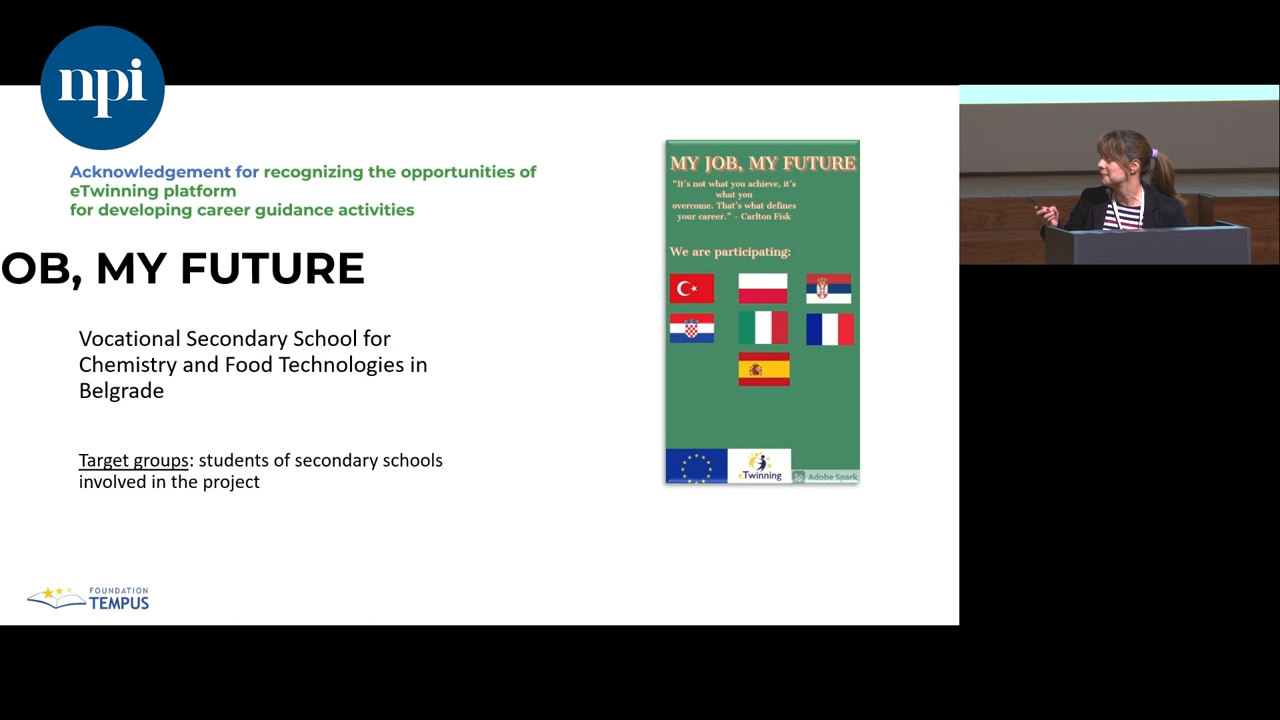 npi
Acknowledgement for recognizing the opportunities of
eTwinning platform
for developing career guidance activities
OB, MY FUTURE
Vocational Secondary School for
Chemistry and Food Technologies in
Belgrade
Target groups: students of secondary schools
involved in the project
FOUNDATION
TEMPUS
MY JOB, MY FUTURE
"It's not what you achieve, it's
what you
overcome. That's what defines
your career." - Carlton Fisk
We are participating:
eTwinning
Sp Adobe Spark